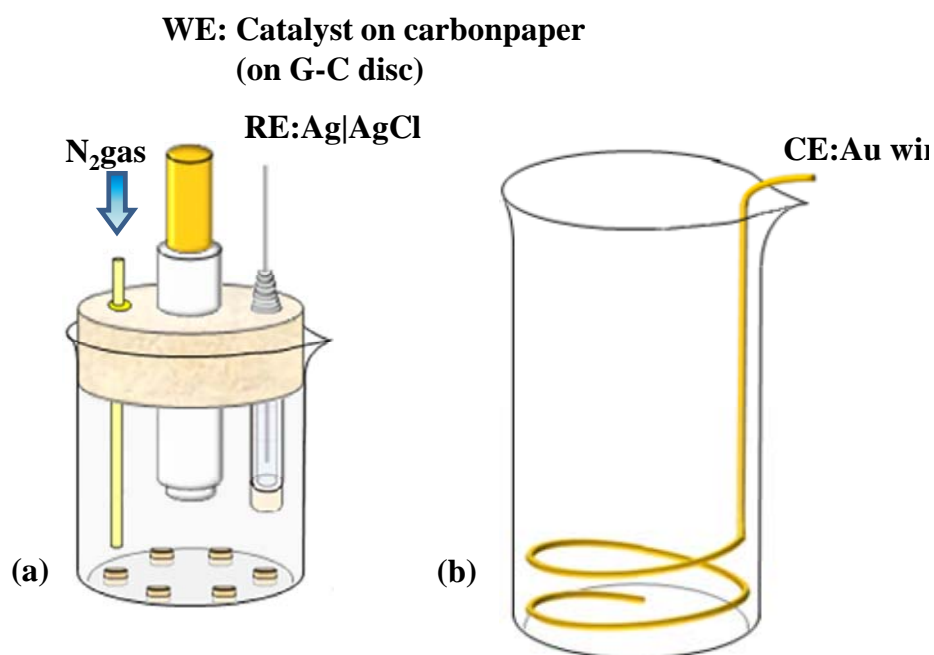 WE: Catalyst on carbonpaper
(on G-C disc)
RE:Ag|AgCl
N₂gas
CE:Au wir
(a)
(b)